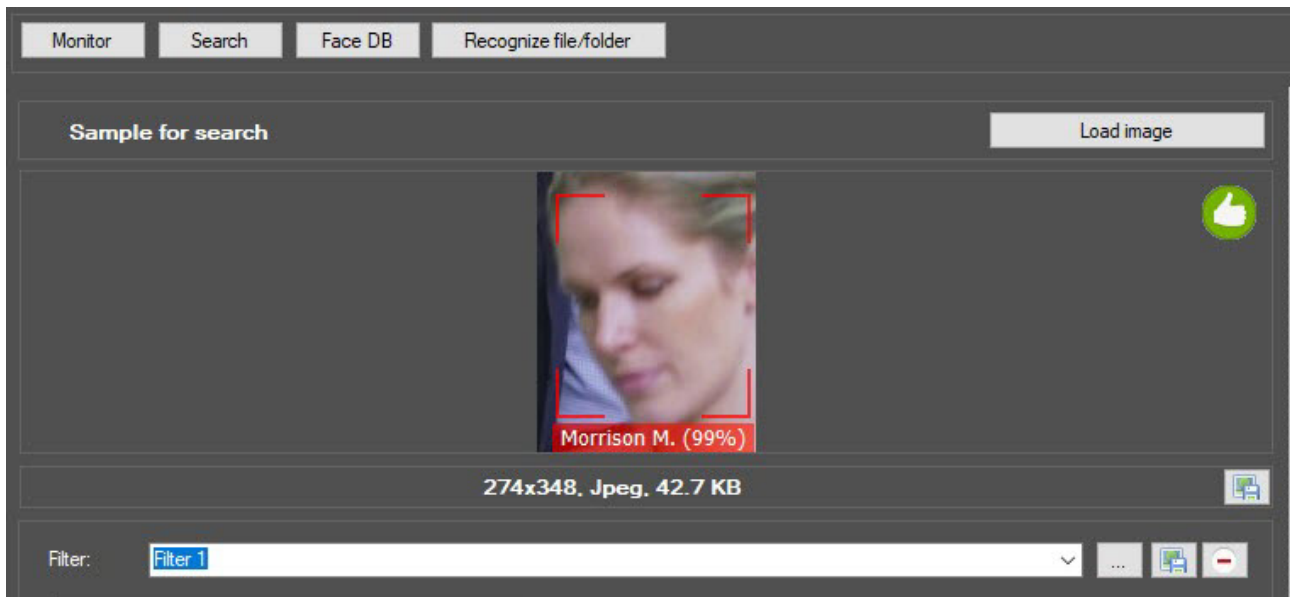 Monitor Search Face DB Recognize file/folder
Sample for search Load image
Morrison M. (99%)
274x348, Jpeg, 42.7 KB
Filter: Filter 1 ...